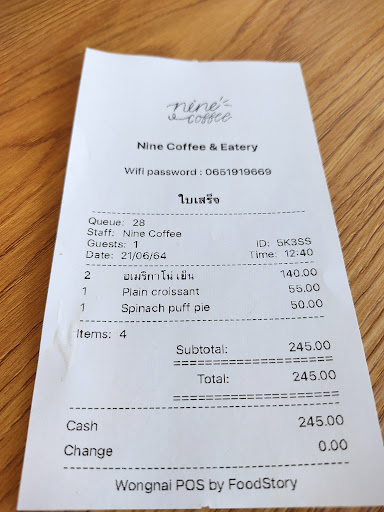 nine
coffee
Nine Coffee & Eatery
Wifi password : 0651919669
ใบเสร็จ
Queue: 28
Staff: Nine Coffee
Guests: 1 ID: 5K3SS
Date: 21/06/64 Time: 12:40
2 อเมริกาโน่ เย็น 140.00
1 Plain croissant 55.00
1 Spinach puff pie 50.00
Items: 4
Subtotal: 245.00
Total: 245.00
Cash 245.00
Change 0.00
Wongnai POS by FoodStory